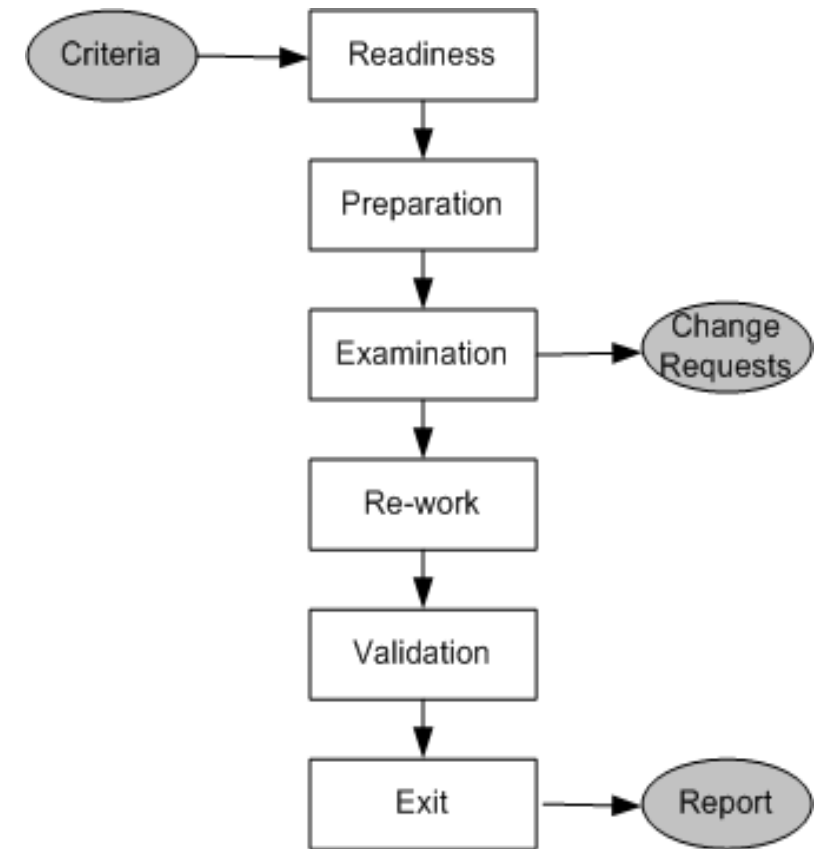 Criteria
Readiness
Preparation
Examination
Change
Requests
Re-work
Validation
Exit
Report